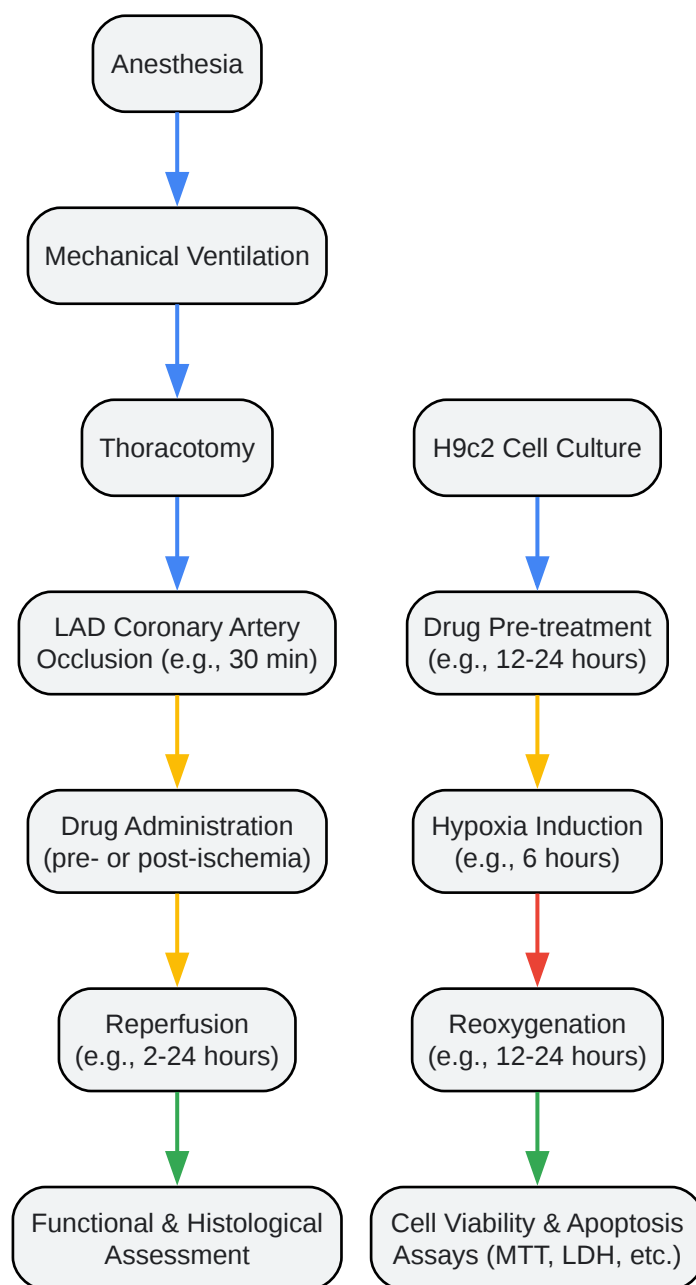 Anesthesia
Mechanical Ventilation
Thoracotomy
LAD Coronary Artery
Occlusion (e.g., 30 min)
Drug Administration
(pre- or post-ischemia)
Reperfusion
(e.g., 2-24 hours)
Functional & Histological
Assessment
H9c2 Cell Culture
Drug Pre-treatment
(e.g., 12-24 hours)
Hypoxia Induction
(e.g., 6 hours)
Reoxygenation
(e.g., 12-24 hours)
Cell Viability & Apoptosis
Assays (MTT, LDH, etc.)